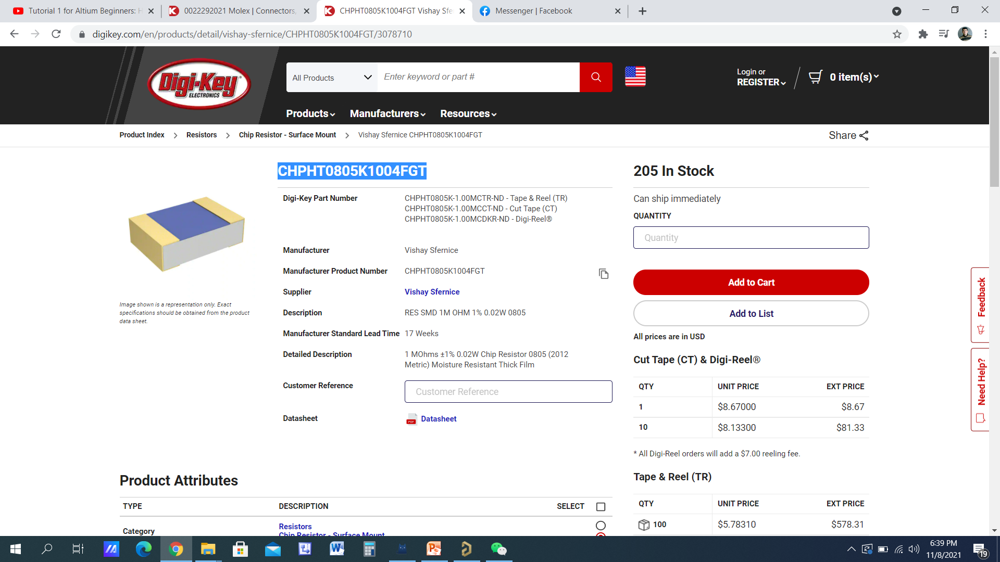 Tutorial 1 for Altium Beginners: H
0022292021 Molex | Connectors,
CHPHT0805K1004FGT Vishay Sfe
Messenger | Facebook
digikey.com/en/products/detail/vishay-sfernice/CHPHT0805K1004FGT/3078710
Digi-Key
ELECTRONICS
All Products
Enter keyword or part #
Login or
REGISTER
0 item(s)
Products
Manufacturers
Resources
Product Index > Resistors > Chip Resistor - Surface Mount > Vishay Sfernice CHPHT0805K1004FGT
Share
CHPHT0805K1004FGT
Digi-Key Part Number
CHPHT0805K-1.00MCTR-ND - Tape & Reel (TR)
CHPHT0805K-1.00MCCT-ND - Cut Tape (CT)
CHPHT0805K-1.00MCDKR-ND - Digi-Reel®
Manufacturer
Vishay Sfernice
Manufacturer Product Number
CHPHT0805K1004FGT
Supplier
Vishay Sfernice
Description
RES SMD 1M OHM 1% 0.02W 0805
Manufacturer Standard Lead Time
17 Weeks
Detailed Description
1 MOhms ±1% 0.02W Chip Resistor 0805 (2012
Metric) Moisture Resistant Thick Film
Customer Reference
Customer Reference
Datasheet
PDF
Datasheet
Image shown is a representation only. Exact
specifications should be obtained from the product
data sheet.
205 In Stock
Can ship immediately
QUANTITY
Quantity
Add to Cart
Add to List
All prices are in USD
Cut Tape (CT) & Digi-Reel®
QTY UNIT PRICE EXT PRICE
1 $8.67000 $8.67
10 $8.13300 $81.33
* All Digi-Reel orders will add a $7.00 reeling fee.
Tape & Reel (TR)
QTY UNIT PRICE EXT PRICE
100 $5.78310 $578.31
Feedback
Need Help?
Product Attributes
TYPE DESCRIPTION SELECT
Category
Resistors
Chip Resistor - Surface Mount
6:39 PM
11/8/2021
19